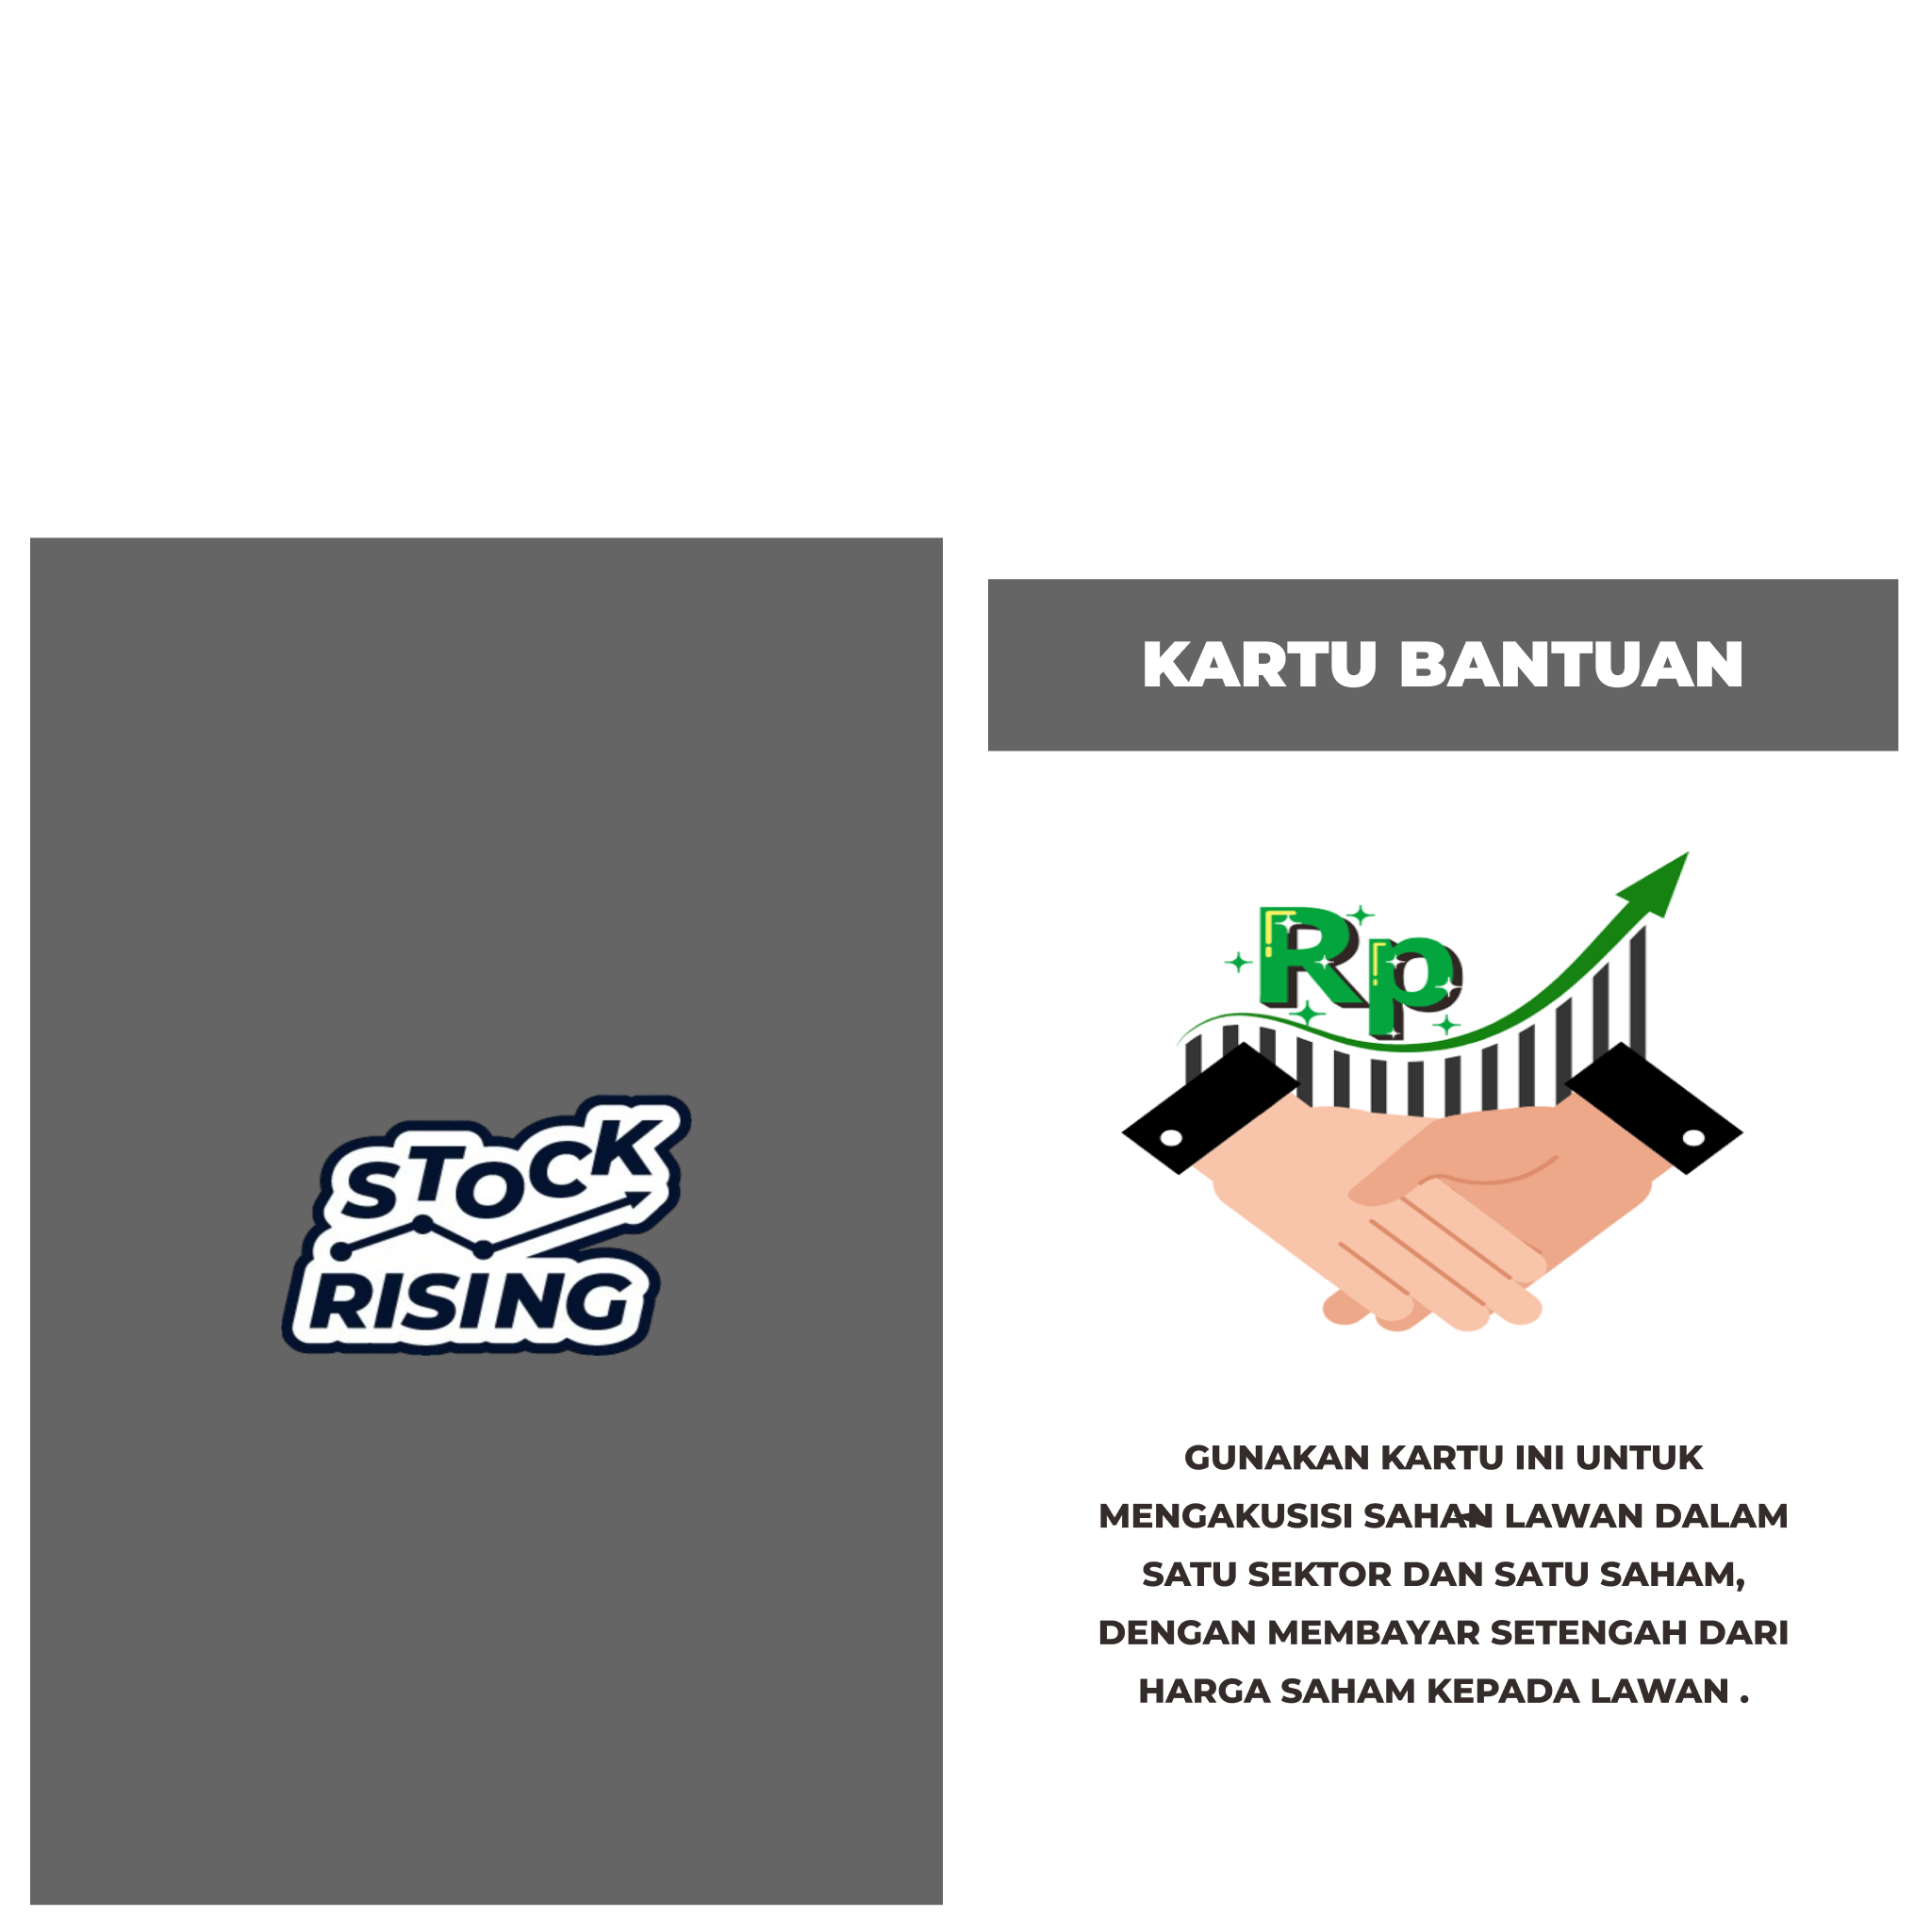 STOCK
RISING
KARTU BANTUAN
Rp
GUNAKAN KARTU INI UNTUK
MENGAKUSISI SAHAN LAWAN DALAM
SATU SEKTOR DAN SATU SAHAM,
DENGAN MEMBAYAR SETENGAH DARI
HARGA SAHAM KEPADA LAWAN .